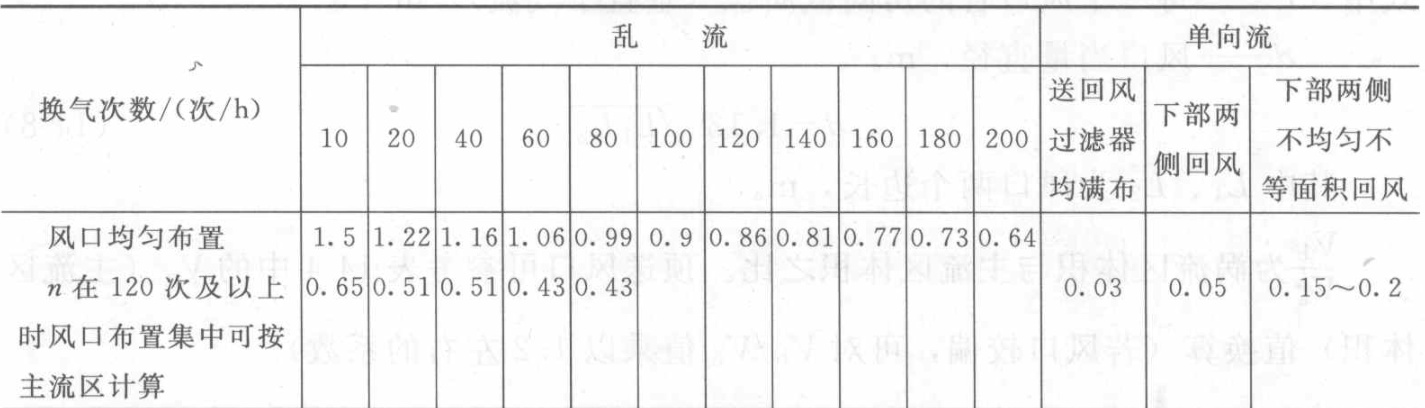 换气次数/(次/h) 乱 流 单向流
10 20 40 60 80 100 120 140 160 180 200 送回风过滤器均满布 下部两侧回风 下部两侧不均匀不等面积回风
风口均匀布置 1.5 1.22 1.16 1.06 0.99 0.9 0.86 0.81 0.77 0.73 0.64
n 在 120 次及以上 0.65 0.51 0.51 0.43 0.43 0.03 0.05 0.15～0.2
时风口布置集中可按
主流区计算